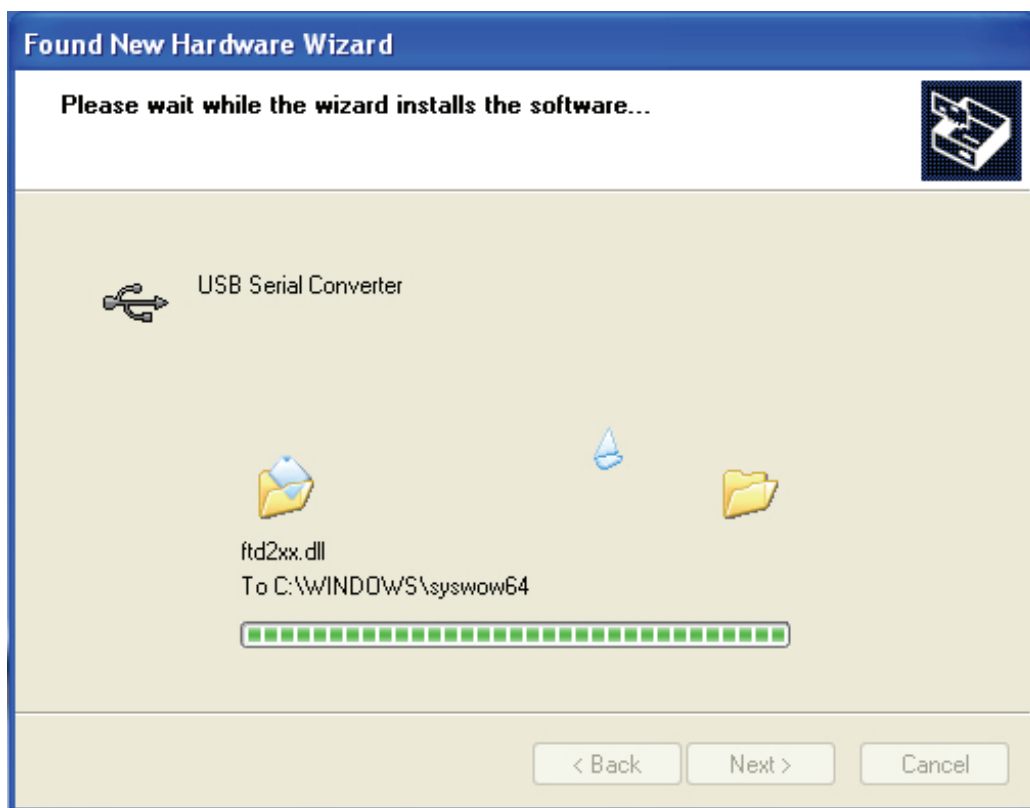 Found New Hardware Wizard
Please wait while the wizard installs the software...
USB Serial Converter
ftd2xx.dll
To C:\WINDOWS\syswow64
< Back
Next >
Cancel